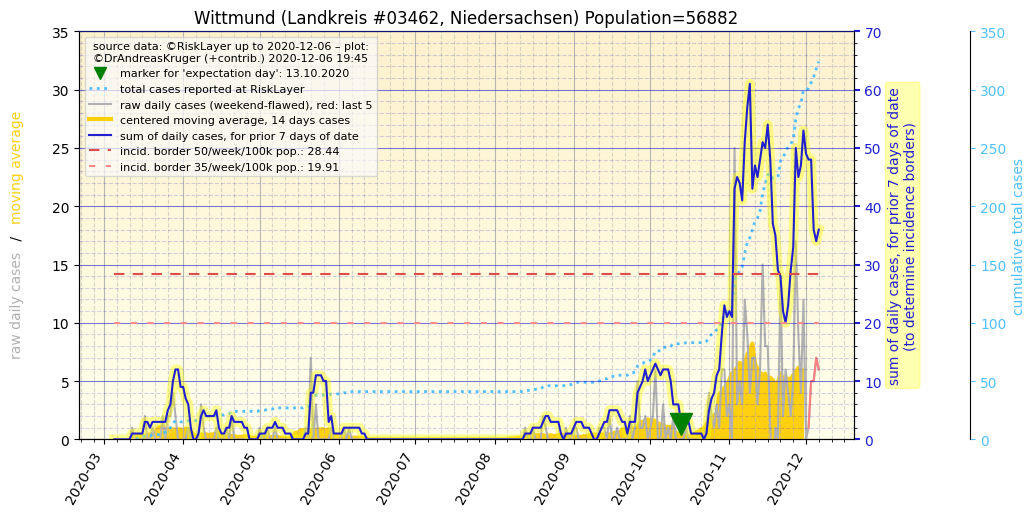 Wittmund (Landkreis #03462, Niedersachsen) Population=56882
source data: ©RiskLayer up to 2020-12-06 – plot:
©DrAndreasKruger (+contrib.) 2020-12-06 19:45
marker for 'expectation day': 13.10.2020
total cases reported at RiskLayer
raw daily cases (weekend-flawed), red: last 5
centered moving average, 14 days cases
sum of daily cases, for prior 7 days of date
incid. border 50/week/100k pop.: 28.44
incid. border 35/week/100k pop.: 19.91
raw daily cases / moving average
35
30
25
20
15
10
5
0
2020-03
2020-04
2020-05
2020-06
2020-07
2020-08
2020-09
2020-10
2020-11
2020-12
70
60
50
40
30
20
10
0
sum of daily cases, for prior 7 days of date
(to determine incidence borders)
350
300
250
200
150
100
50
0
cumulative total cases